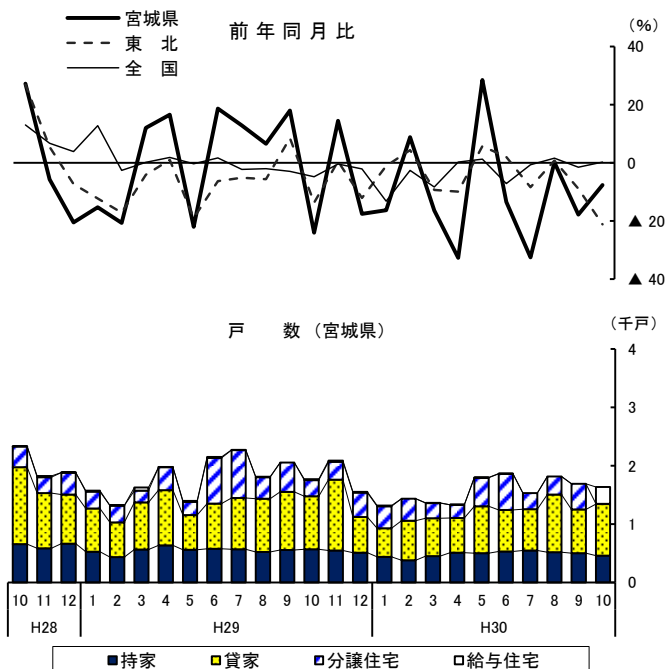 宮城県
東　北
全　国
前 年 同 月 比
（%）
40
20
0
▲ 20
▲ 40
戸　　数（宮城県）
（千戸）
4
3
2
1
0
10 11 12 1 2 3 4 5 6 7 8 9 10 11 12 1 2 3 4 5 6 7 8 9 10
H28 H29 H30
持家 貸家 分譲住宅 給与住宅